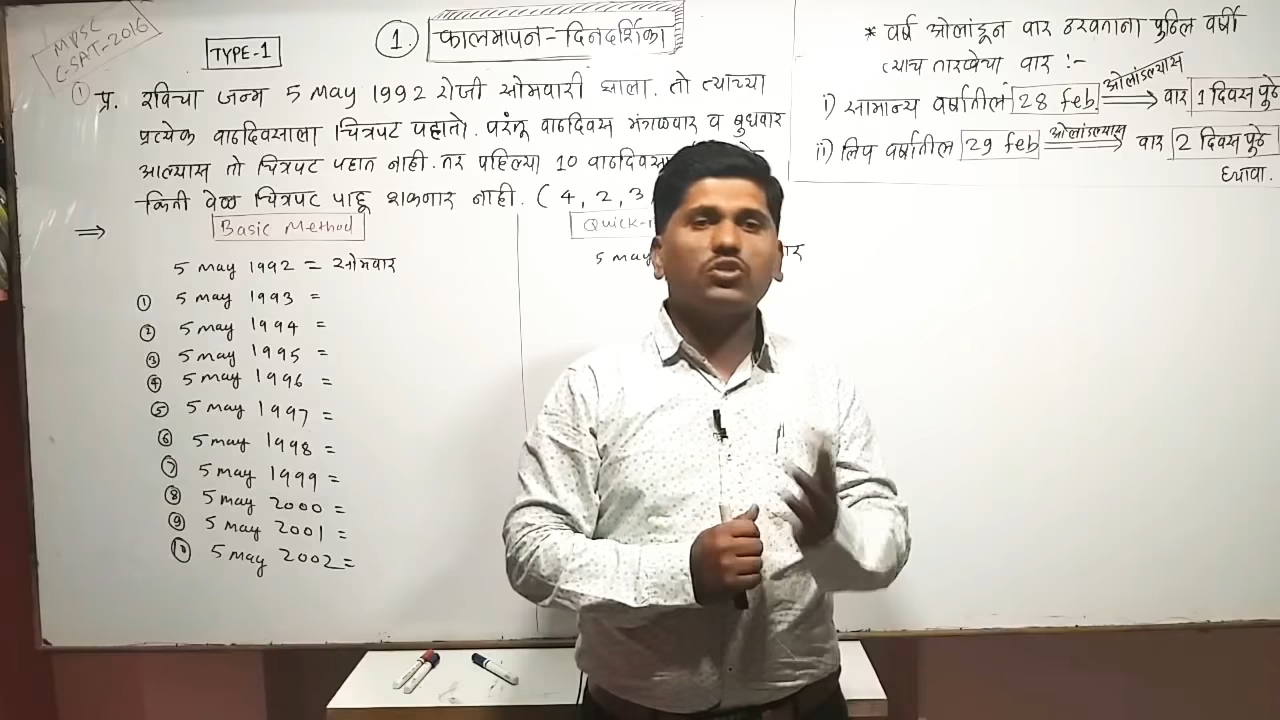 MPSC
C-SAT-2016
TYPE-1
1. कालमापन-दिनदर्शिका
① प्र. रविचा जन्म 5 May 1992 रोजी सोमवारी झाला. तो त्याच्या
प्रत्येक वाढदिवसाला चित्रपट पहातो. परंतू वाढदिवस मंगळवार व बुधवार
आल्यास तो चित्रपट पहात नाही. तर पहिल्या 10
किती वेळ चित्रपट पाहू शकणार नाही. ( 4, 2, 3
⇒ Basic Method
5 may 1992 = सोमवार
① 5 may 1993 =
② 5 may 1994 =
③ 5 may 1995 =
④ 5 may 1996 =
⑤ 5 may 1997 =
⑥ 5 may 1998 =
⑦ 5 may 1999 =
⑧ 5 may 2000 =
⑨ 5 may 2001 =
⑩ 5 may 2002 =
Quick-
5 may
* वर्ष ओलांडून वार ठरवताना पुढिल वर्षी
त्याच तारखेचा वार :-
i) सामान्य वर्षातील 28 feb. ओलांडल्यास ⟹ वार 1 दिवस पुढे
ii) लिप वर्षातील 29 feb ओलांडल्यास ⟹ वार 2 दिवस पुढे
घ्यावा.